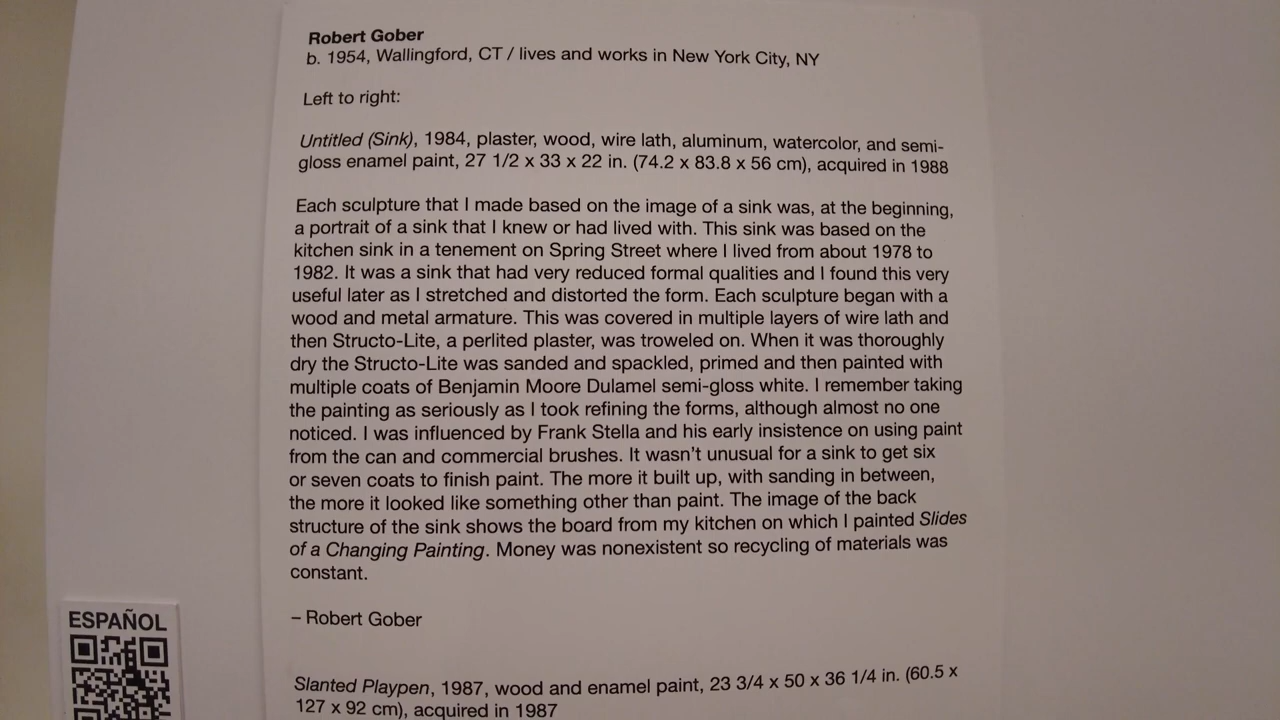 Robert Gober
b. 1954, Wallingford, CT / lives and works in New York City, NY
Left to right:
Untitled (Sink), 1984, plaster, wood, wire lath, aluminum, watercolor, and semi-
gloss enamel paint, 27 1/2 x 33 x 22 in. (74.2 x 83.8 x 56 cm), acquired in 1988
Each sculpture that I made based on the image of a sink was, at the beginning,
a portrait of a sink that I knew or had lived with. This sink was based on the
kitchen sink in a tenement on Spring Street where I lived from about 1978 to
1982. It was a sink that had very reduced formal qualities and I found this very
useful later as I stretched and distorted the form. Each sculpture began with a
wood and metal armature. This was covered in multiple layers of wire lath and
then Structo-Lite, a perlited plaster, was troweled on. When it was thoroughly
dry the Structo-Lite was sanded and spackled, primed and then painted with
multiple coats of Benjamin Moore Dulamel semi-gloss white. I remember taking
the painting as seriously as I took refining the forms, although almost no one
noticed. I was influenced by Frank Stella and his early insistence on using paint
from the can and commercial brushes. It wasn’t unusual for a sink to get six
or seven coats to finish paint. The more it built up, with sanding in between,
the more it looked like something other than paint. The image of the back
structure of the sink shows the board from my kitchen on which I painted Slides
of a Changing Painting. Money was nonexistent so recycling of materials was
constant.
– Robert Gober
ESPAÑOL
Slanted Playpen, 1987, wood and enamel paint, 23 3/4 x 50 x 36 1/4 in. (60.5 x
127 x 92 cm), acquired in 1987